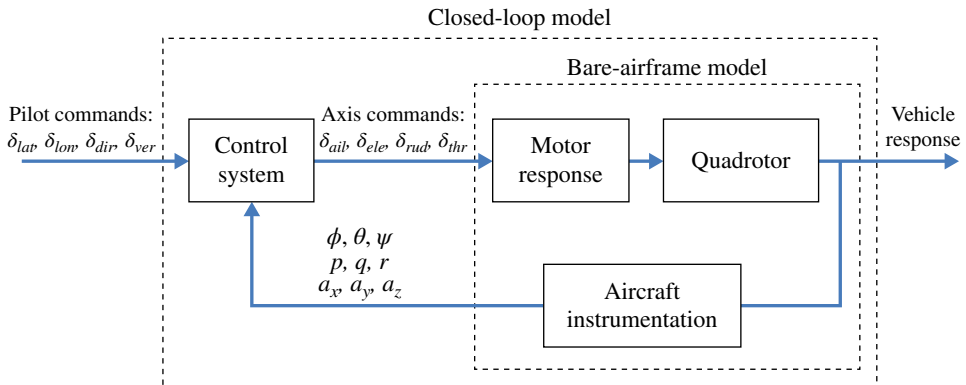 Closed-loop model
Bare-airframe model
Pilot commands:
δlat, δlon, δdir, δver
Control
system
Axis commands:
δail, δele, δrud, δthr
Motor
response
Quadrotor
Vehicle
response
ϕ, θ, ψ
p, q, r
ax, ay, az
Aircraft
instrumentation